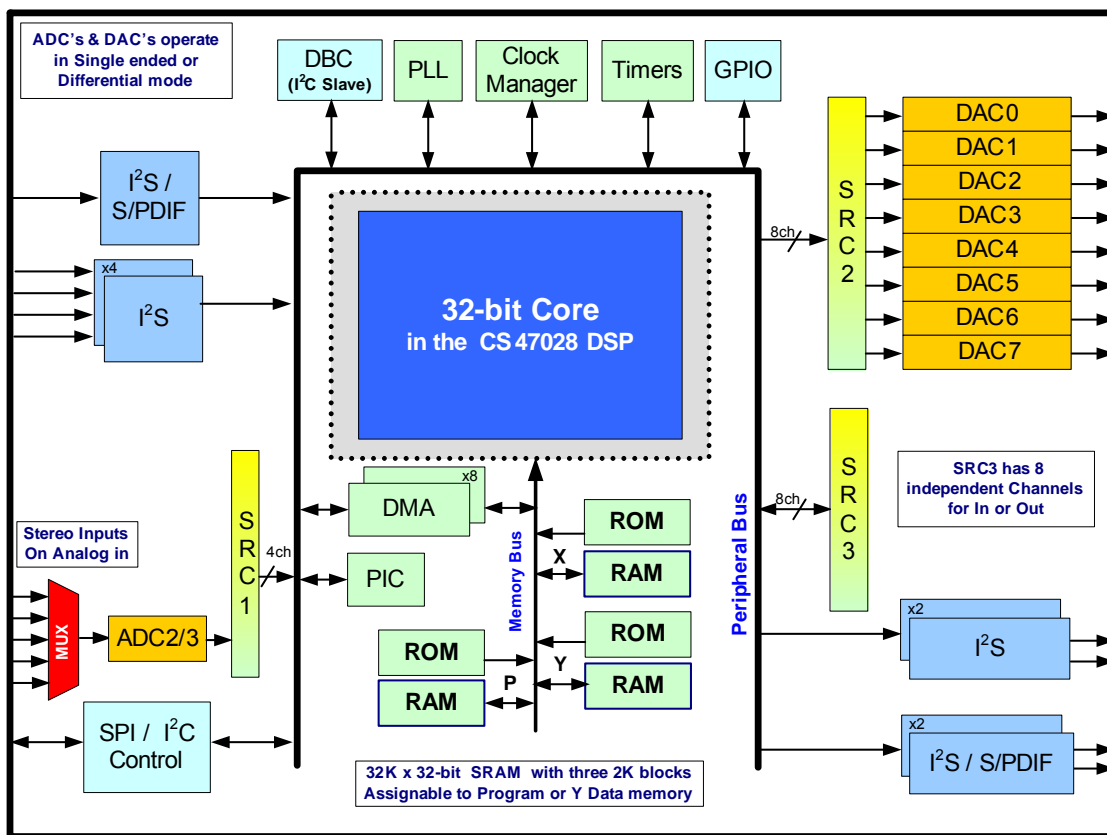 ADC's & DAC's operate
in Single ended or
Differential mode
DBC
(I²C Slave)
PLL
Clock
Manager
Timers
GPIO
I²S /
S/PDIF
x4
I²S
32-bit Core
in the CS47028 DSP
8ch
SRC2
DAC0
DAC1
DAC2
DAC3
DAC4
DAC5
DAC6
DAC7
Stereo Inputs
On Analog in
MUX
ADC2/3
SRC1
4ch
SPI / I²C
Control
x8
DMA
PIC
Memory Bus
ROM
X
RAM
ROM
Y
RAM
ROM
P
RAM
Peripheral Bus
8ch
SRC3
SRC3 has 8
independent Channels
for In or Out
x2
I²S
x2
I²S / S/PDIF
32K x 32-bit SRAM with three 2K blocks
Assignable to Program or Y Data memory